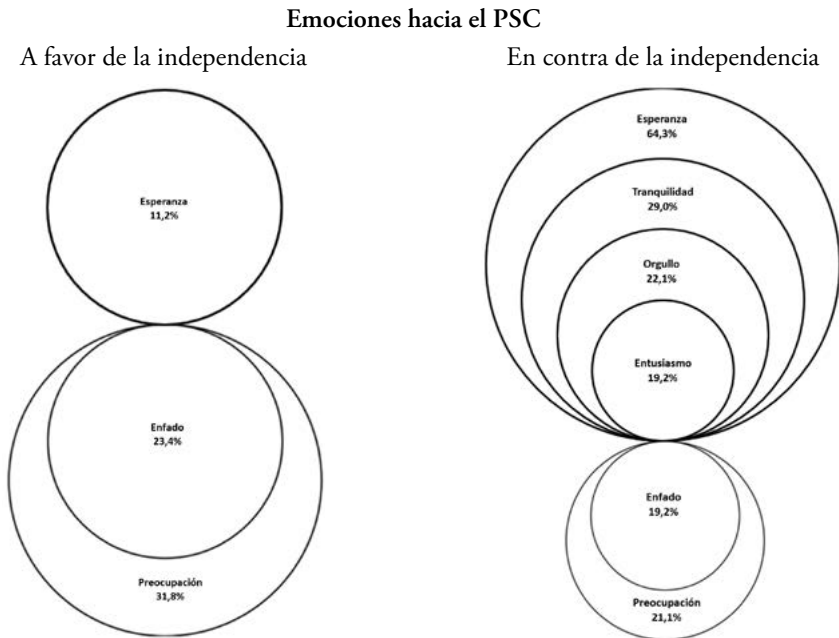 Emociones hacia el PSC
A favor de la independencia
En contra de la independencia
Esperanza
11,2%
Enfado
23,4%
Preocupación
31,8%
Esperanza
64,3%
Tranquilidad
29,0%
Orgullo
22,1%
Entusiasmo
19,2%
Enfado
19,2%
Preocupación
21,1%